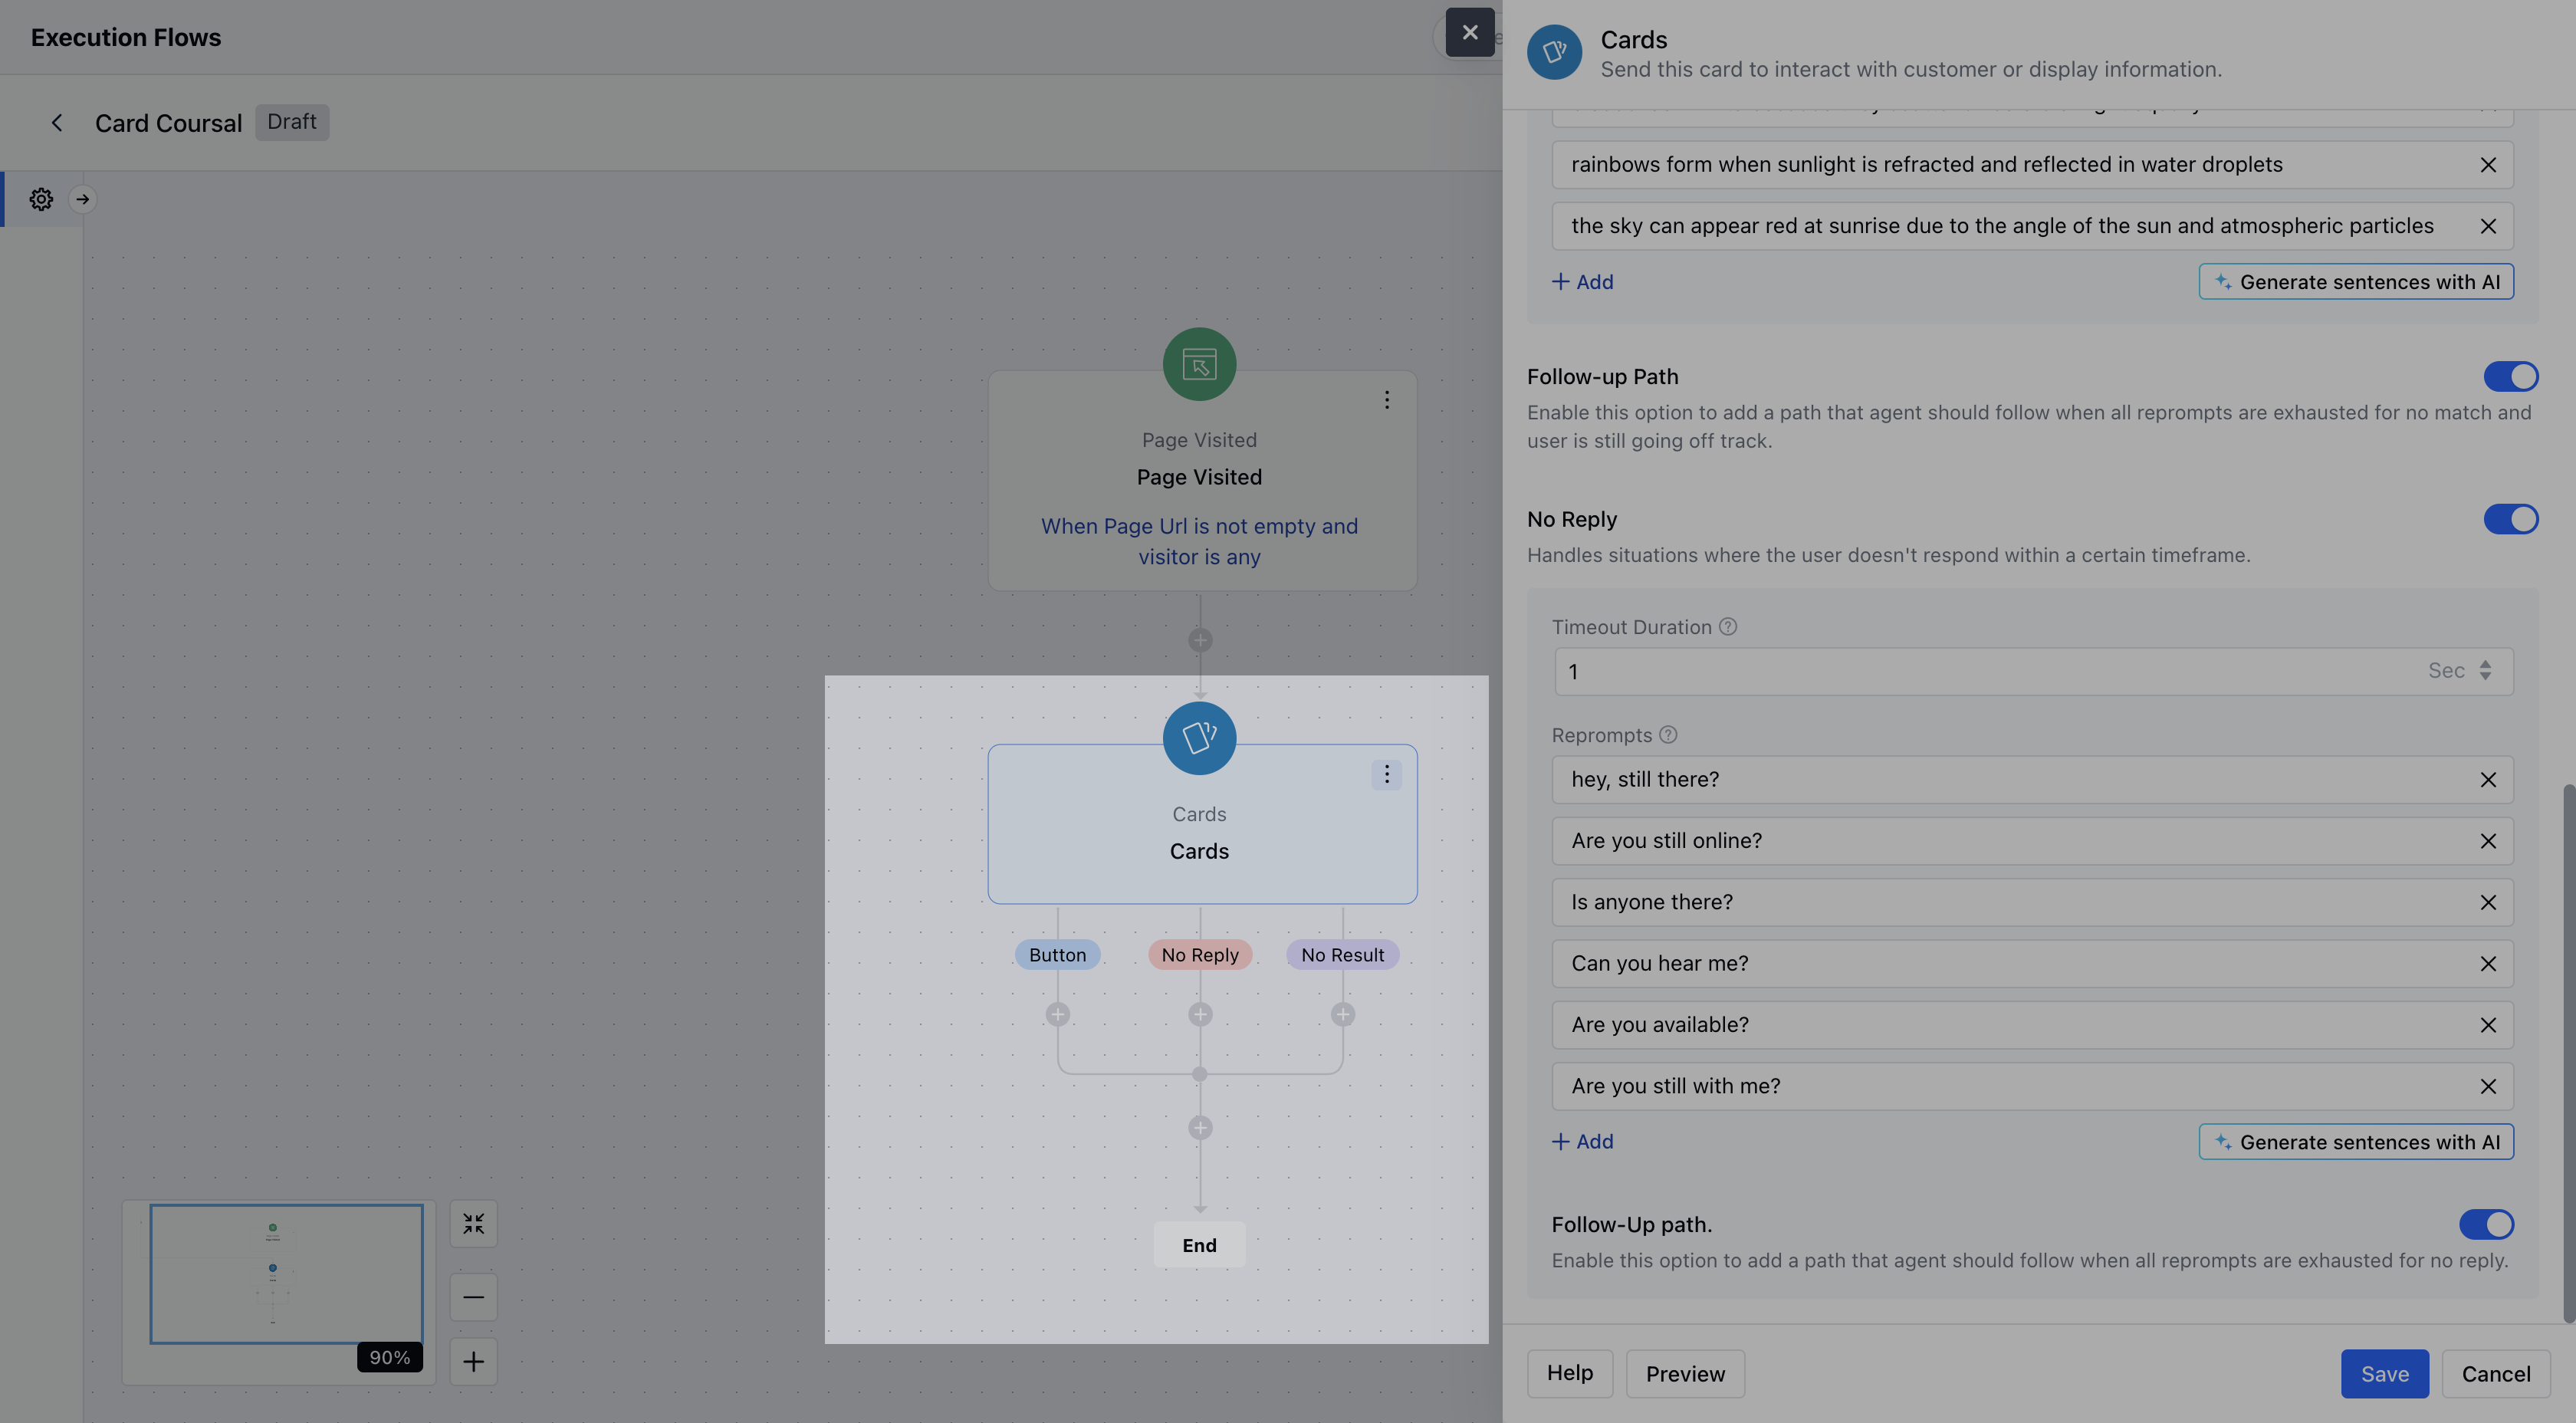 Execution Flows
Card Coursal
Draft
Page Visited
Page Visited
When Page Url is not empty and
visitor is any
Cards
Cards
Button
No Reply
No Result
End
90%
Cards
Send this card to interact with customer or display information.
rainbows form when sunlight is refracted and reflected in water droplets
the sky can appear red at sunrise due to the angle of the sun and atmospheric particles
+ Add
Generate sentences with AI
Follow-up Path
Enable this option to add a path that agent should follow when all reprompts are exhausted for no match and
user is still going off track.
No Reply
Handles situations where the user doesn't respond within a certain timeframe.
Timeout Duration
1
Sec
Reprompts
hey, still there?
Are you still online?
Is anyone there?
Can you hear me?
Are you available?
Are you still with me?
+ Add
Generate sentences with AI
Follow-Up path.
Enable this option to add a path that agent should follow when all reprompts are exhausted for no reply.
Help
Preview
Save
Cancel